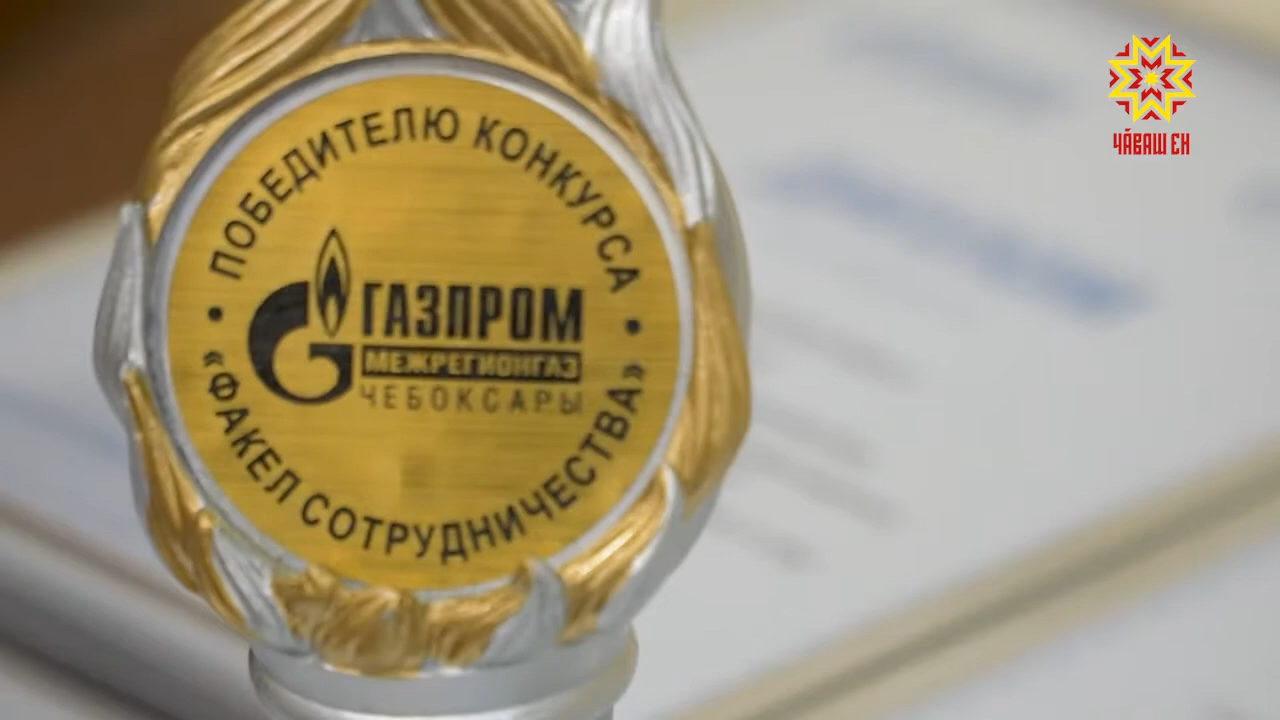 ПОБЕДИТЕЛЮ КОНКУРСА
ГАЗПРОМ
МЕЖРЕГИОНГАЗ
ЧЕБОКСАРЫ
«ФАКЕЛ СОТРУДНИЧЕСТВА»
ЧӐВАШ ЕН